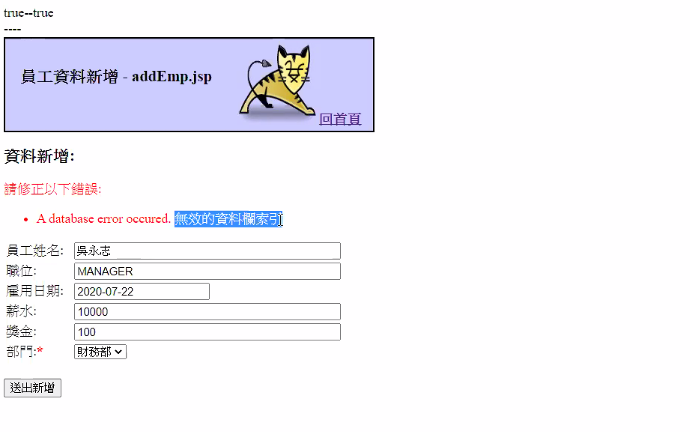 true--true
----
員工資料新增 - addEmp.jsp
回首頁
資料新增:
請修正以下錯誤:
A database error occured. 無效的資料欄索引
員工姓名: 吳永志
職位: MANAGER
雇用日期: 2020-07-22
薪水: 10000
獎金: 100
部門:* 財務部
送出新增